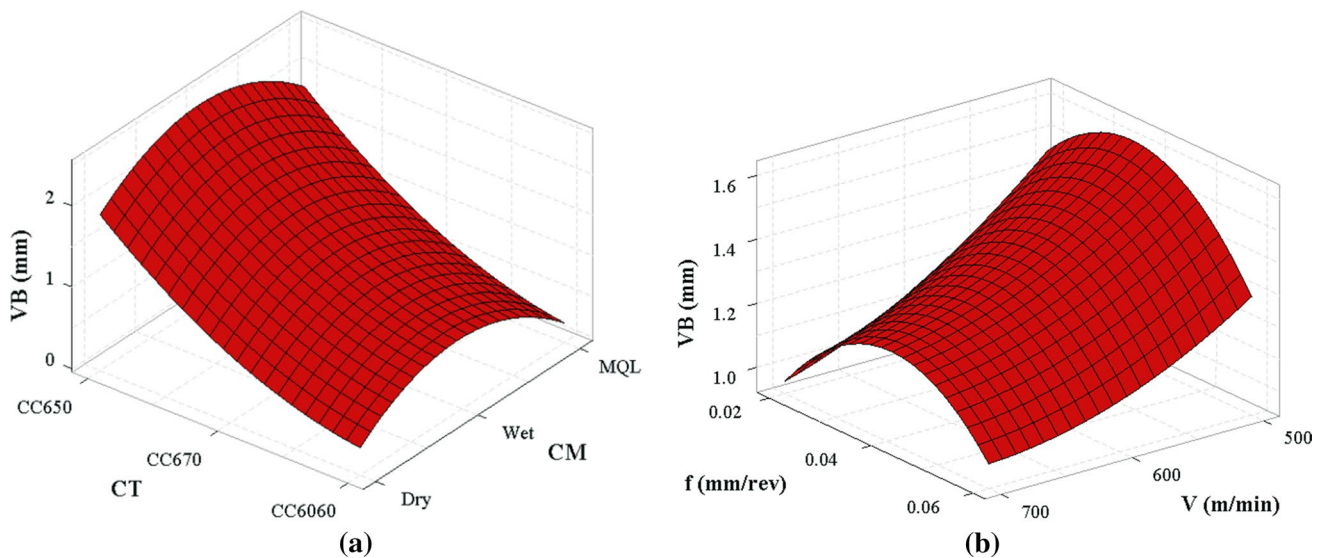 2
1
0
VB (mm)
CC650
CC670
CC6060
CT
Dry
Wet
MQL
CM
(a)
1.6
1.4
1.2
1.0
VB (mm)
0.02
0.04
0.06
f (mm/rev)
700
600
500
V (m/min)
(b)